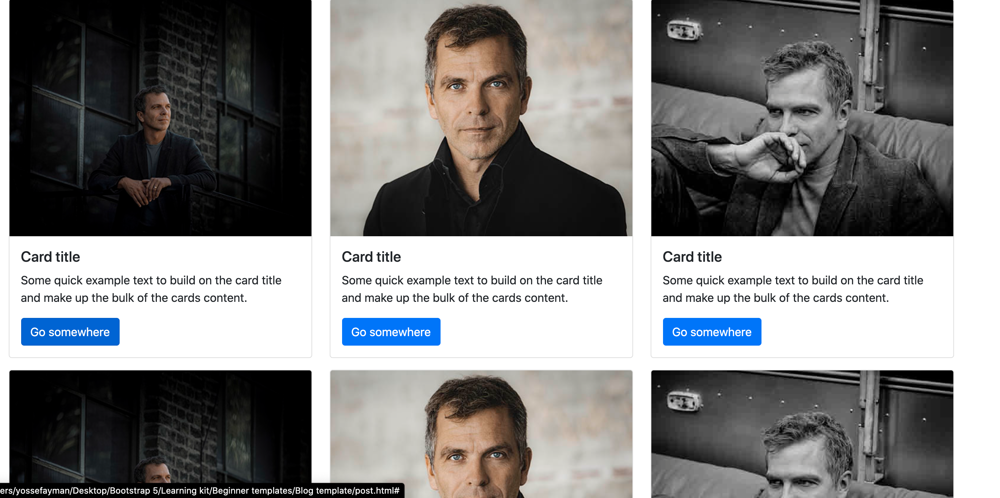 Card title
Some quick example text to build on the card title
and make up the bulk of the cards content.
Go somewhere
Card title
Some quick example text to build on the card title
and make up the bulk of the cards content.
Go somewhere
Card title
Some quick example text to build on the card title
and make up the bulk of the cards content.
Go somewhere
ers/yossefayman/Desktop/Bootstrap 5/Learning kit/Beginner templates/Blog template/post.html#